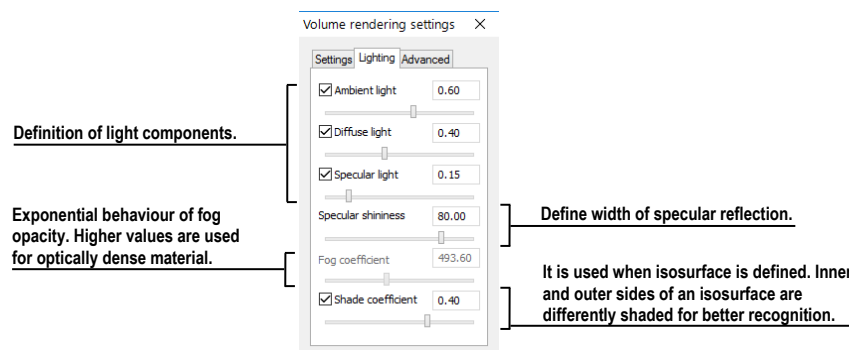 Volume rendering settings
Settings Lighting Advanced
Ambient light 0.60
Diffuse light 0.40
Specular light 0.15
Specular shininess 80.00
Fog coefficient 493.60
Shade coefficient 0.40
Definition of light components.
Exponential behaviour of fog
opacity. Higher values are used
for optically dense material.
Define width of specular reflection.
It is used when isosurface is defined. Inner
and outer sides of an isosurface are
differently shaded for better recognition.